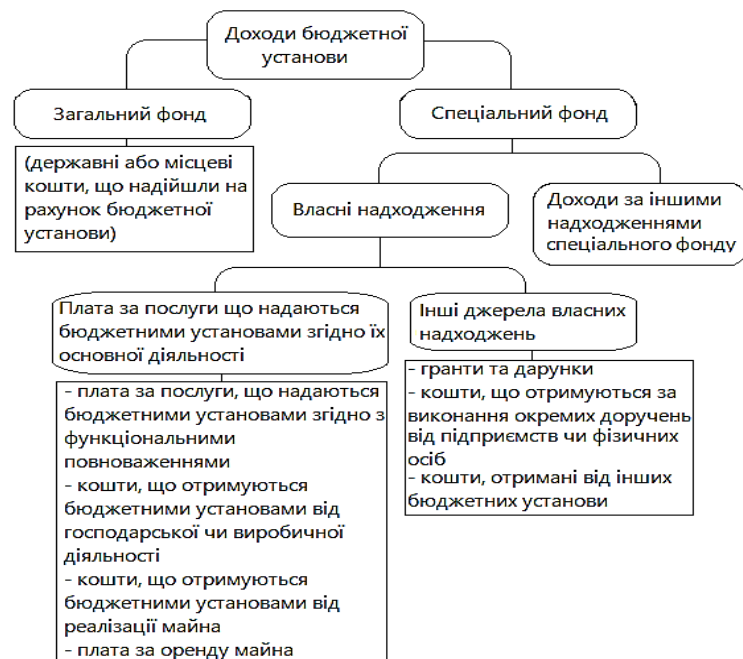 Доходи бюджетної
установи
Загальний фонд
Спеціальний фонд
(державні або місцеві
кошти, що надійшли на
рахунок бюджетної
установи)
Власні надходження
Доходи за іншими
надходженнями
спеціального фонду
Плата за послуги що надаються
бюджетними установами згідно їх
основної діяльності
Інші джерела власних
надходжень
- плата за послуги, що надаються
бюджетними установами згідно з
функціональними
повноваженнями
- кошти, що отримуються
бюджетними установами від
господарської чи виробичної
діяльності
- кошти, що отримуються
бюджетними установами від
реалізації майна
- плата за оренду майна
- гранти та дарунки
- кошти, що отримуються за
виконання окремих доручень
від підприємств чи фізичних
осіб
- кошти, отримані від інших
бюджетних установи